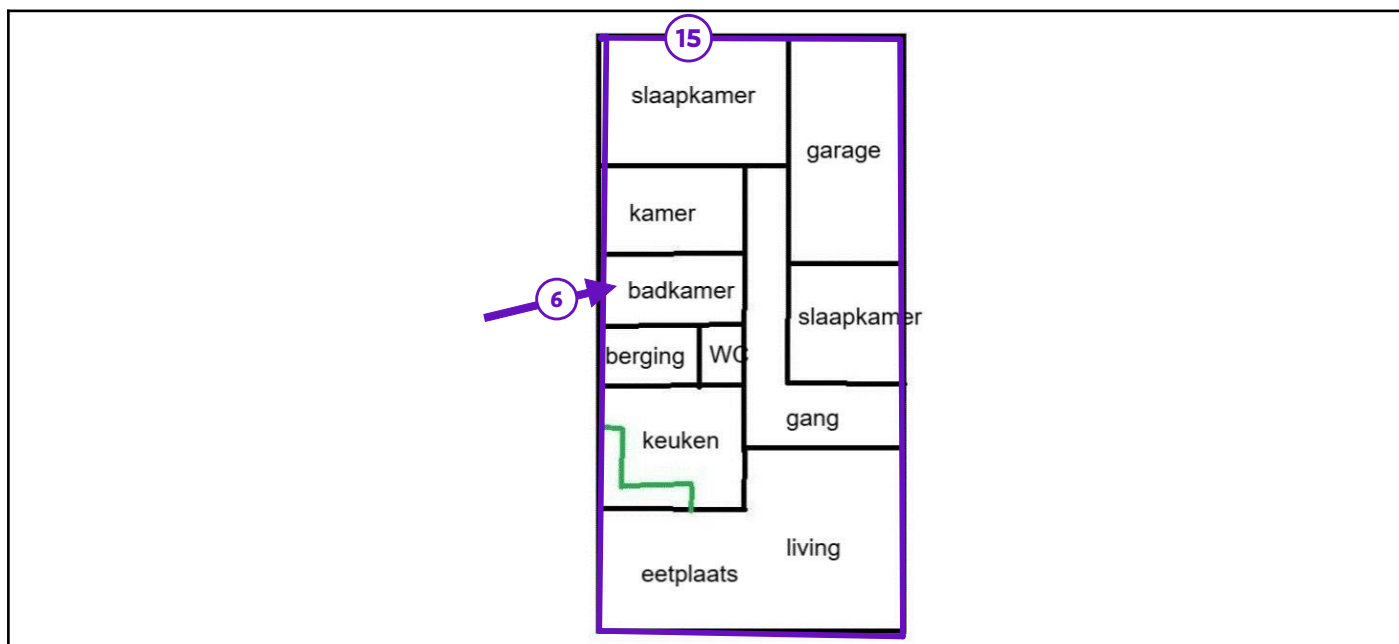 15
slaapkamer
garage
kamer
6
badkamer
slaapkamer
berging
WC
gang
keuken
living
eetplaats